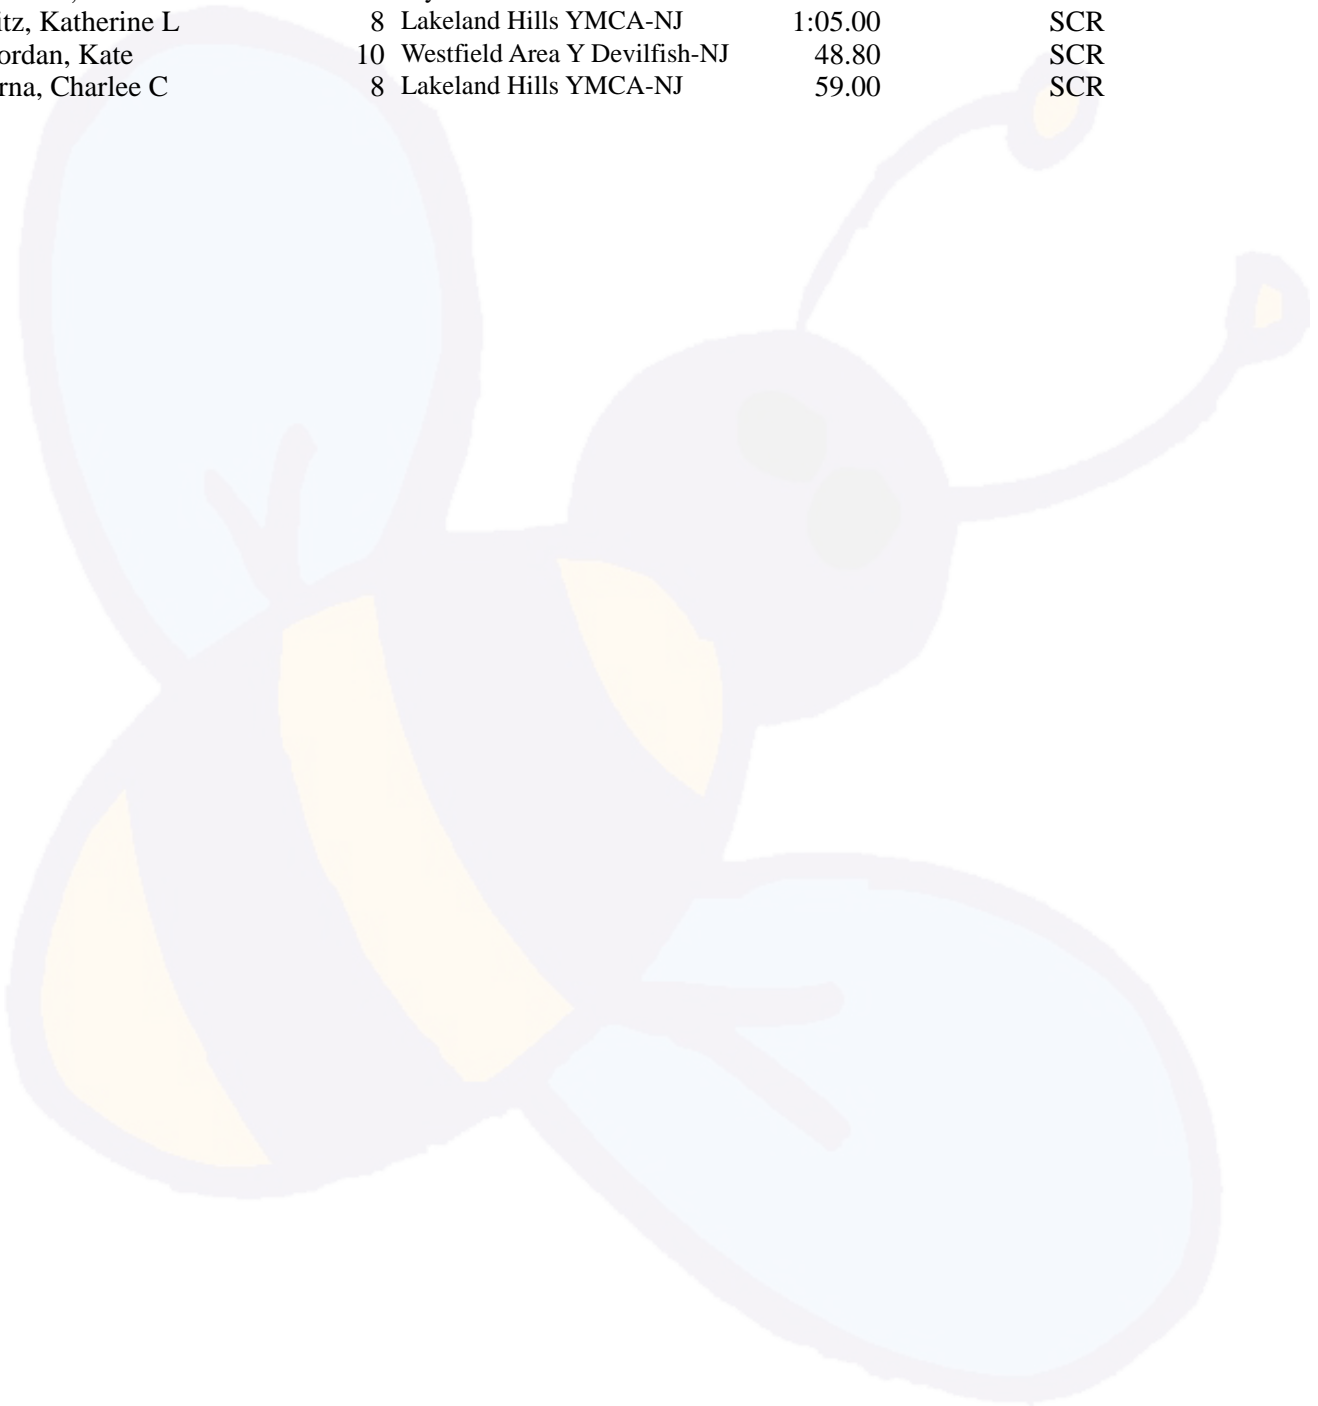 itz, Katherine L 8 Lakeland Hills YMCA-NJ 1:05.00 SCR
ordan, Kate 10 Westfield Area Y Devilfish-NJ 48.80 SCR
rna, Charlee C 8 Lakeland Hills YMCA-NJ 59.00 SCR